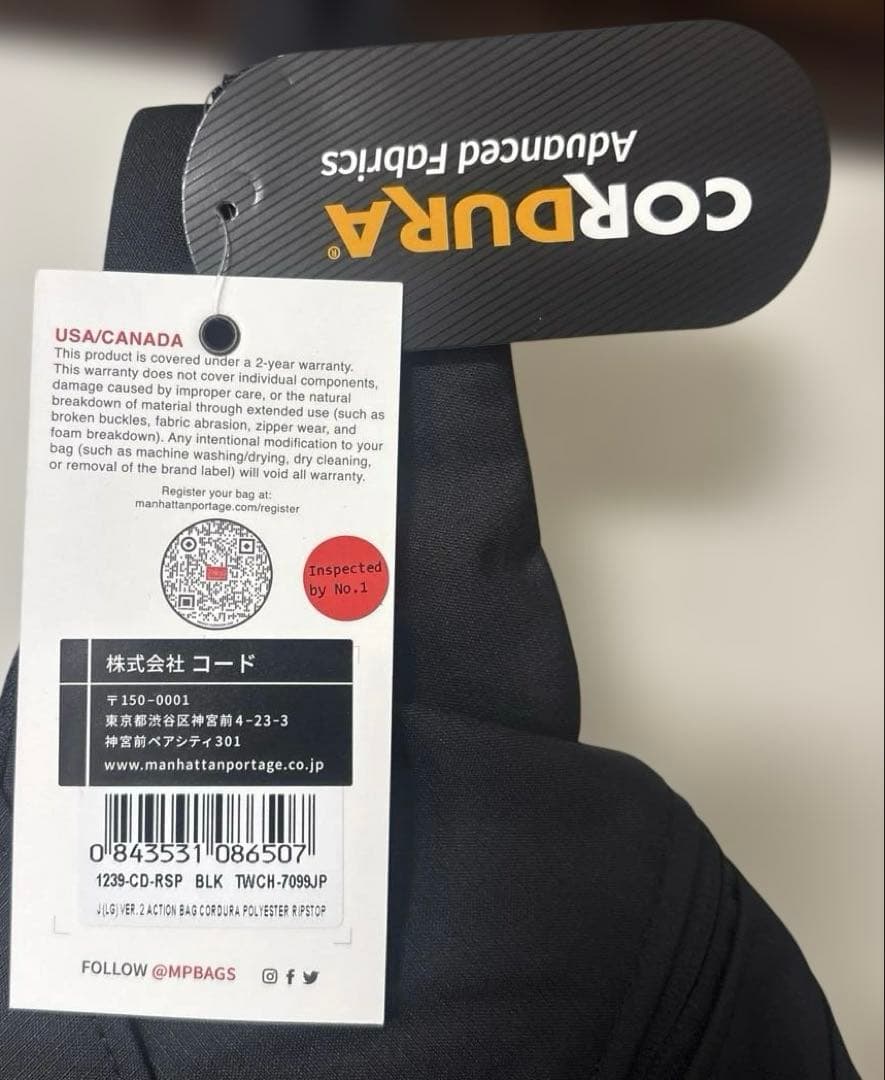 CORDURA®
Advanced Fabrics
USA/CANADA
This product is covered under a 2-year warranty.
This warranty does not cover individual components,
damage caused by improper care, or the natural
breakdown of material through extended use (such as
broken buckles, fabric abrasion, zipper wear, and
foam breakdown). Any intentional modification to your
bag (such as machine washing/drying, dry cleaning,
or removal of the brand label) will void all warranty.
Register your bag at:
manhattanportage.com/register
Inspected
by No.1
株式会社 コード
〒150-0001
東京都渋谷区神宮前4-23-3
神宮前ペアシティ301
www.manhattanportage.co.jp
0 843531 086507
1239-CD-RSP BLK TWCH-7099JP
J(LG) VER.2 ACTION BAG CORDURA POLYESTER RIPSTOP
FOLLOW @MPBAGS